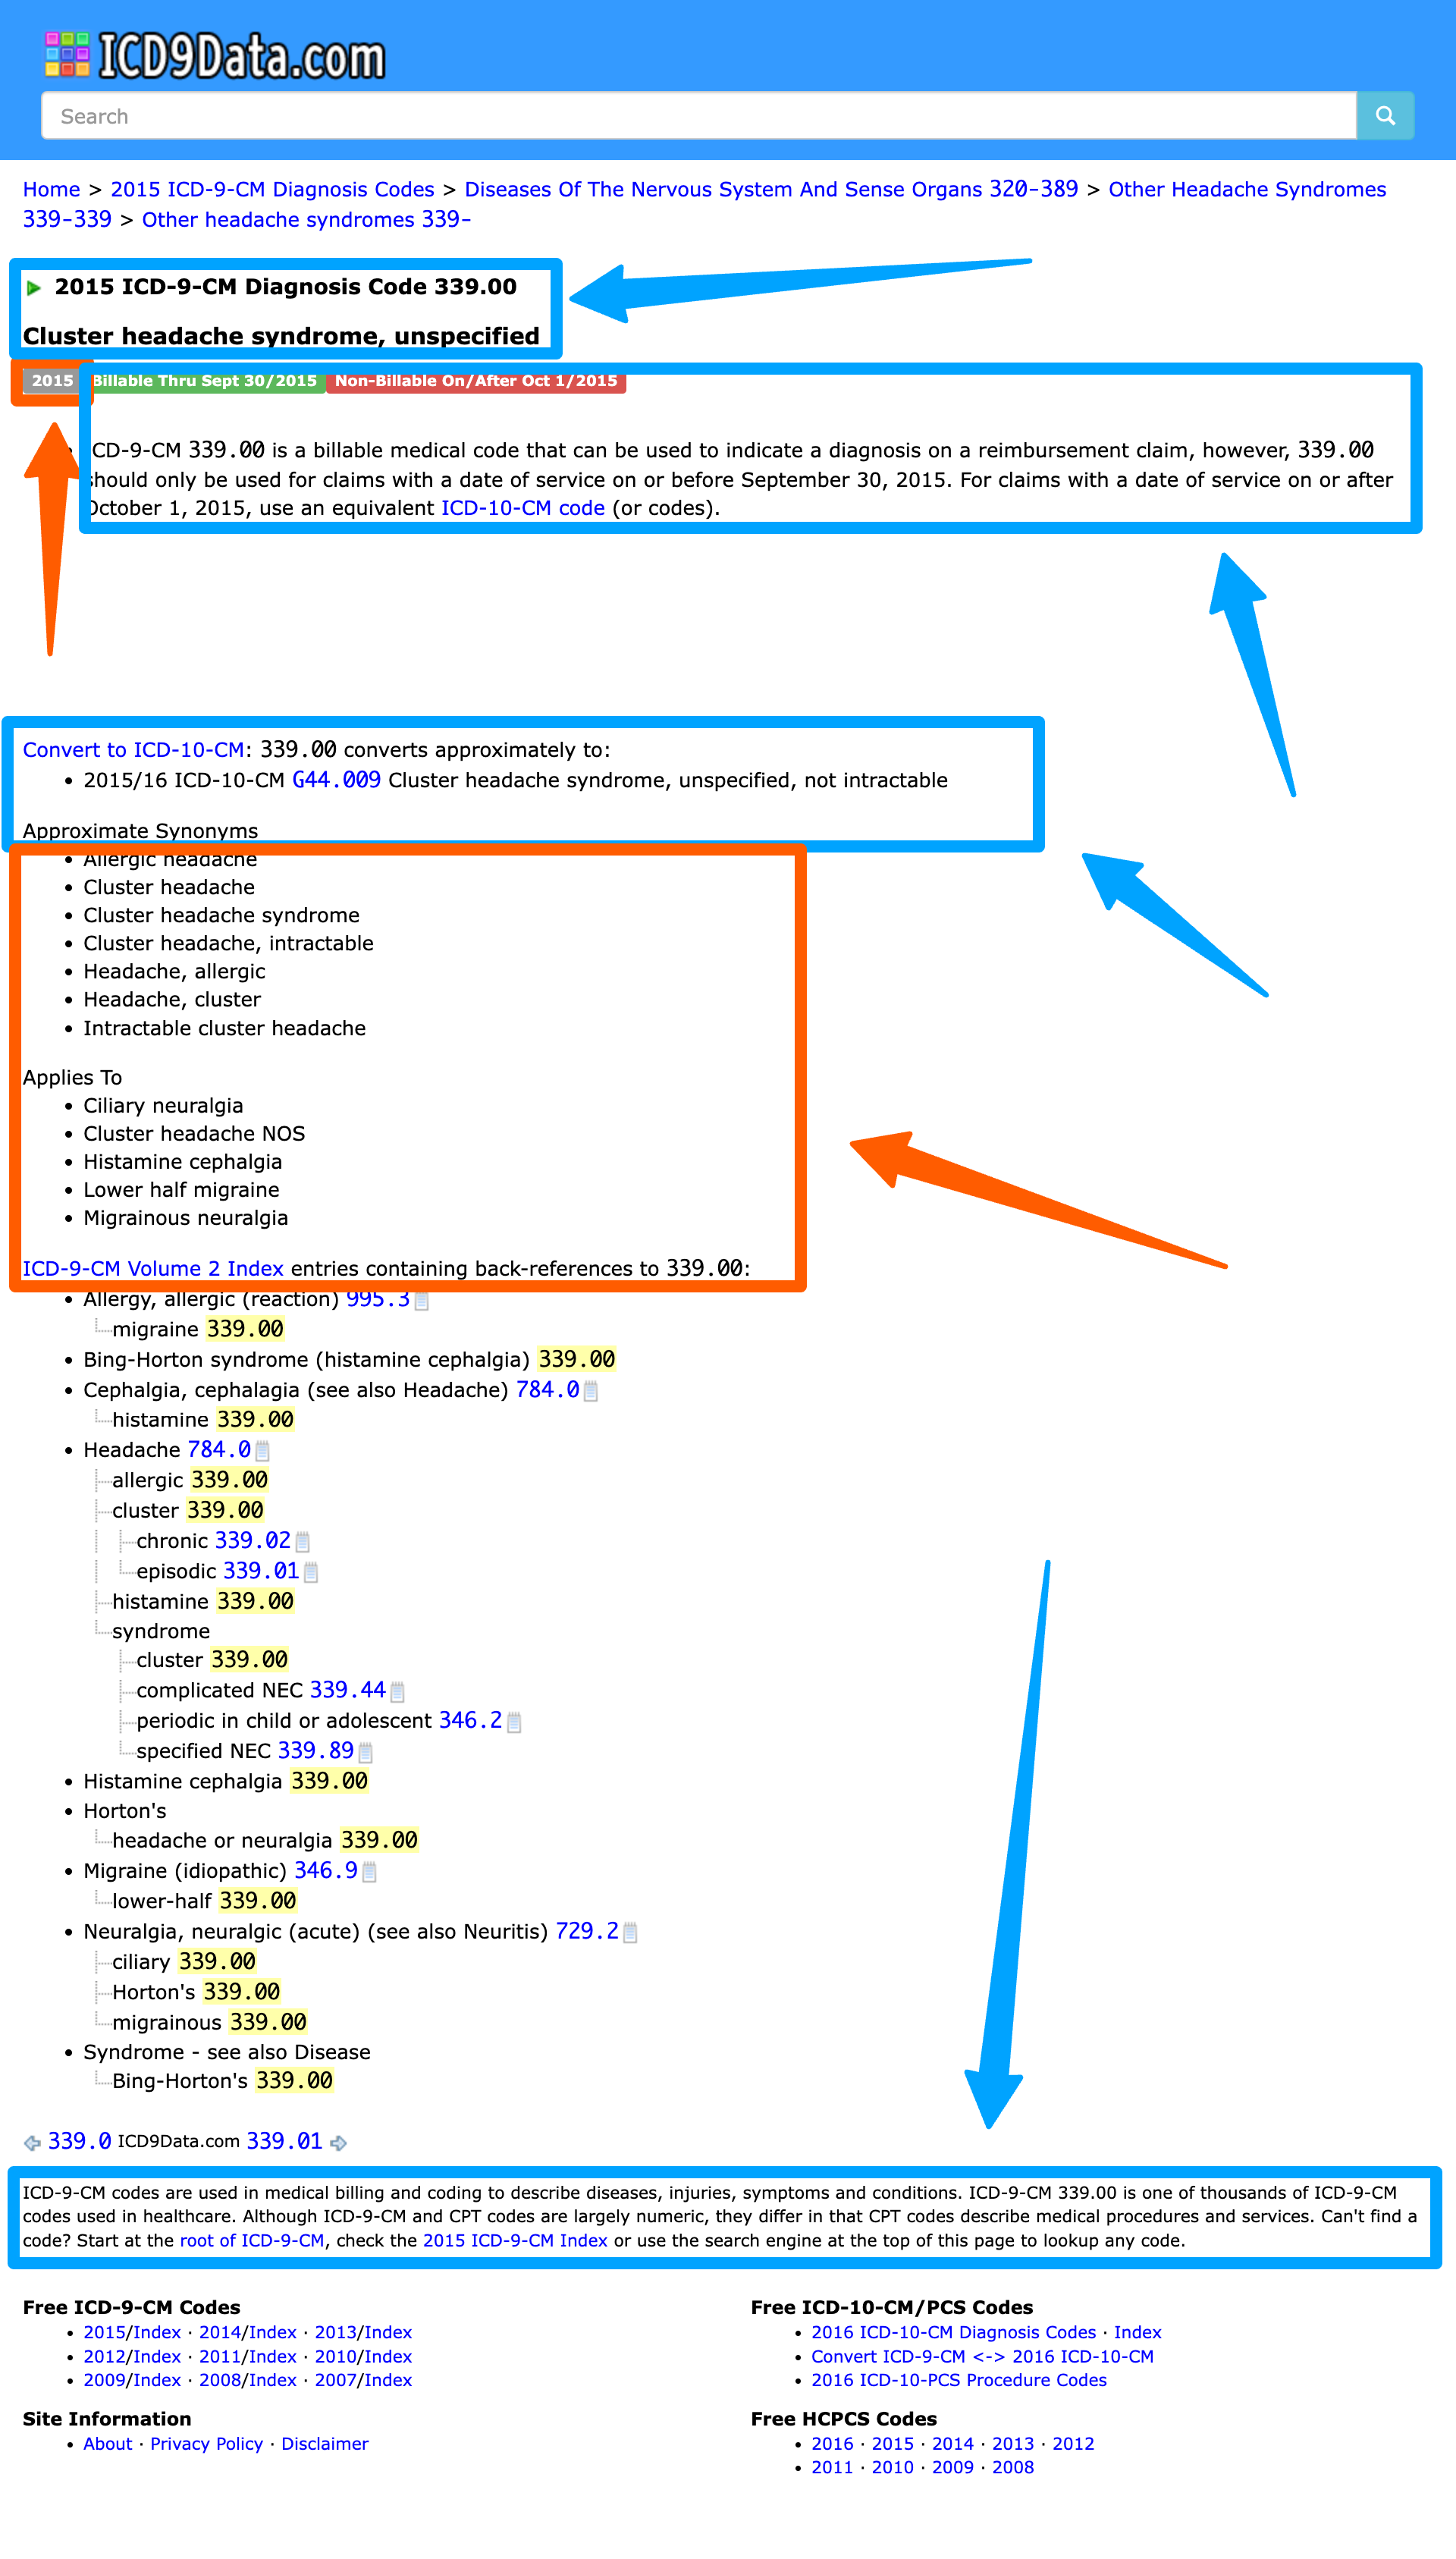 ICD9Data.com
Search
Home > 2015 ICD-9-CM Diagnosis Codes > Diseases Of The Nervous System And Sense Organs 320-389 > Other Headache Syndromes
339-339 > Other headache syndromes 339-
2015 ICD-9-CM Diagnosis Code 339.00
Cluster headache syndrome, unspecified
2015 Billable Thru Sept 30/2015 Non-Billable On/After Oct 1/2015
ICD-9-CM 339.00 is a billable medical code that can be used to indicate a diagnosis on a reimbursement claim, however, 339.00
should only be used for claims with a date of service on or before September 30, 2015. For claims with a date of service on or after
October 1, 2015, use an equivalent ICD-10-CM code (or codes).
Convert to ICD-10-CM: 339.00 converts approximately to:
• 2015/16 ICD-10-CM G44.009 Cluster headache syndrome, unspecified, not intractable
Approximate Synonyms
• Allergic headache
• Cluster headache
• Cluster headache syndrome
• Cluster headache, intractable
• Headache, allergic
• Headache, cluster
• Intractable cluster headache
Applies To
• Ciliary neuralgia
• Cluster headache NOS
• Histamine cephalgia
• Lower half migraine
• Migrainous neuralgia
ICD-9-CM Volume 2 Index entries containing back-references to 339.00:
• Allergy, allergic (reaction) 995.3
migraine 339.00
• Bing-Horton syndrome (histamine cephalgia) 339.00
• Cephalgia, cephalagia (see also Headache) 784.0
histamine 339.00
• Headache 784.0
allergic 339.00
cluster 339.00
chronic 339.02
episodic 339.01
histamine 339.00
syndrome
cluster 339.00
complicated NEC 339.44
periodic in child or adolescent 346.2
specified NEC 339.89
• Histamine cephalgia 339.00
• Horton's
headache or neuralgia 339.00
• Migraine (idiopathic) 346.9
lower-half 339.00
• Neuralgia, neuralgic (acute) (see also Neuritis) 729.2
ciliary 339.00
Horton's 339.00
migrainous 339.00
• Syndrome - see also Disease
Bing-Horton's 339.00
339.0 ICD9Data.com 339.01
ICD-9-CM codes are used in medical billing and coding to describe diseases, injuries, symptoms and conditions. ICD-9-CM 339.00 is one of thousands of ICD-9-CM
codes used in healthcare. Although ICD-9-CM and CPT codes are largely numeric, they differ in that CPT codes describe medical procedures and services. Can't find a
code? Start at the root of ICD-9-CM, check the 2015 ICD-9-CM Index or use the search engine at the top of this page to lookup any code.
Free ICD-9-CM Codes
• 2015/Index · 2014/Index · 2013/Index
• 2012/Index · 2011/Index · 2010/Index
• 2009/Index · 2008/Index · 2007/Index
Site Information
• About · Privacy Policy · Disclaimer
Free ICD-10-CM/PCS Codes
• 2016 ICD-10-CM Diagnosis Codes · Index
• Convert ICD-9-CM <-> 2016 ICD-10-CM
• 2016 ICD-10-PCS Procedure Codes
Free HCPCS Codes
• 2016 · 2015 · 2014 · 2013 · 2012
• 2011 · 2010 · 2009 · 2008